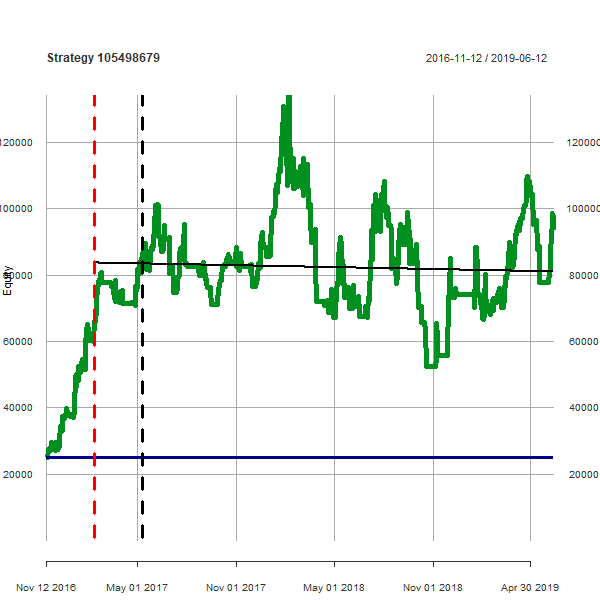 Strategy 105498679
2016-11-12 / 2019-06-12
120000
120000
100000
100000
Equity
80000
80000
60000
60000
40000
40000
20000
20000
Nov 12 2016
May 01 2017
Nov 01 2017
May 01 2018
Nov 01 2018
Apr 30 2019